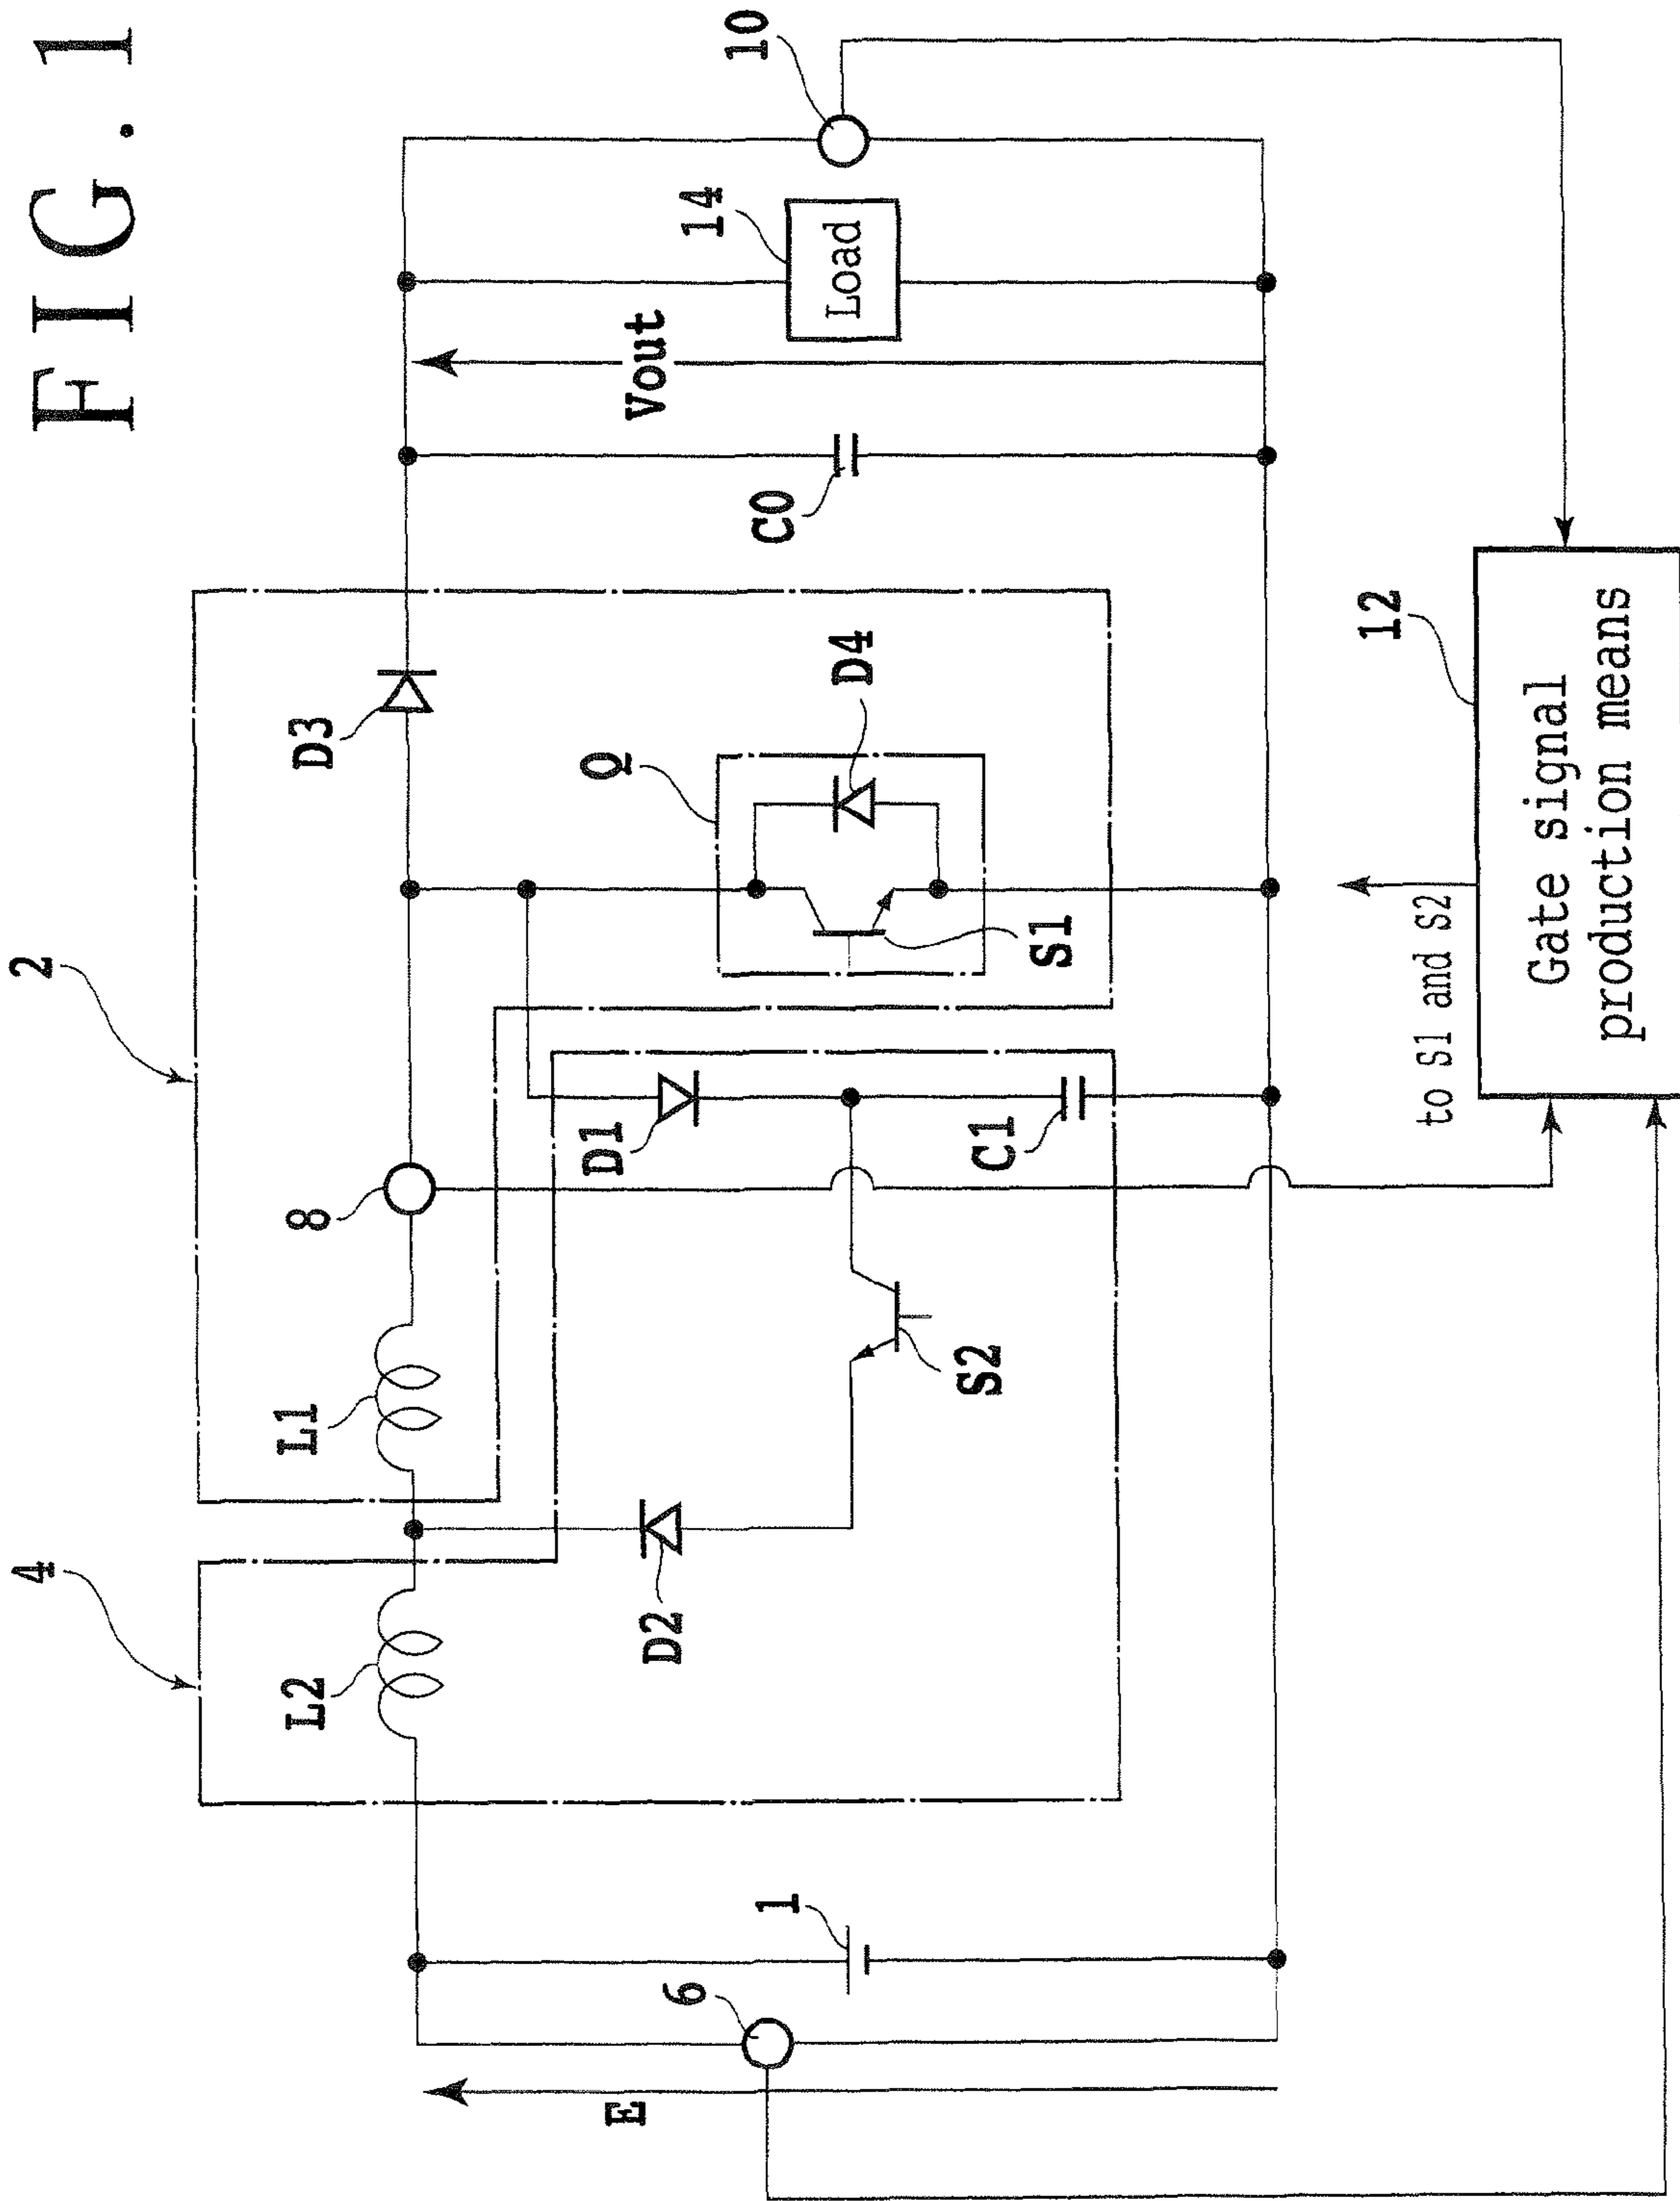 FIG.1
2
4
L2
L1
8
D3
10
14
Load
Vout
C0
Q
D4
S1
D1
C1
D2
S2
1
6
E
to S1 and S2
12
Gate signal
production means